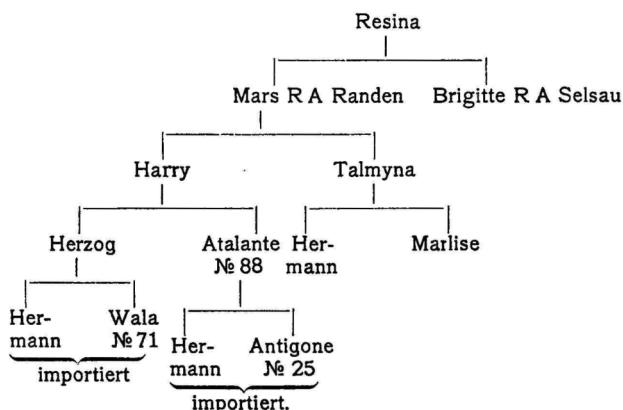 Resina
Mars R A Randen Brigitte R A Selsau
Harry Talmyna
Herzog Atalante Her- Marlise
№ 88 mann
Her- Wala Her- Antigone
mann № 71 mann № 25
importiert importiert.